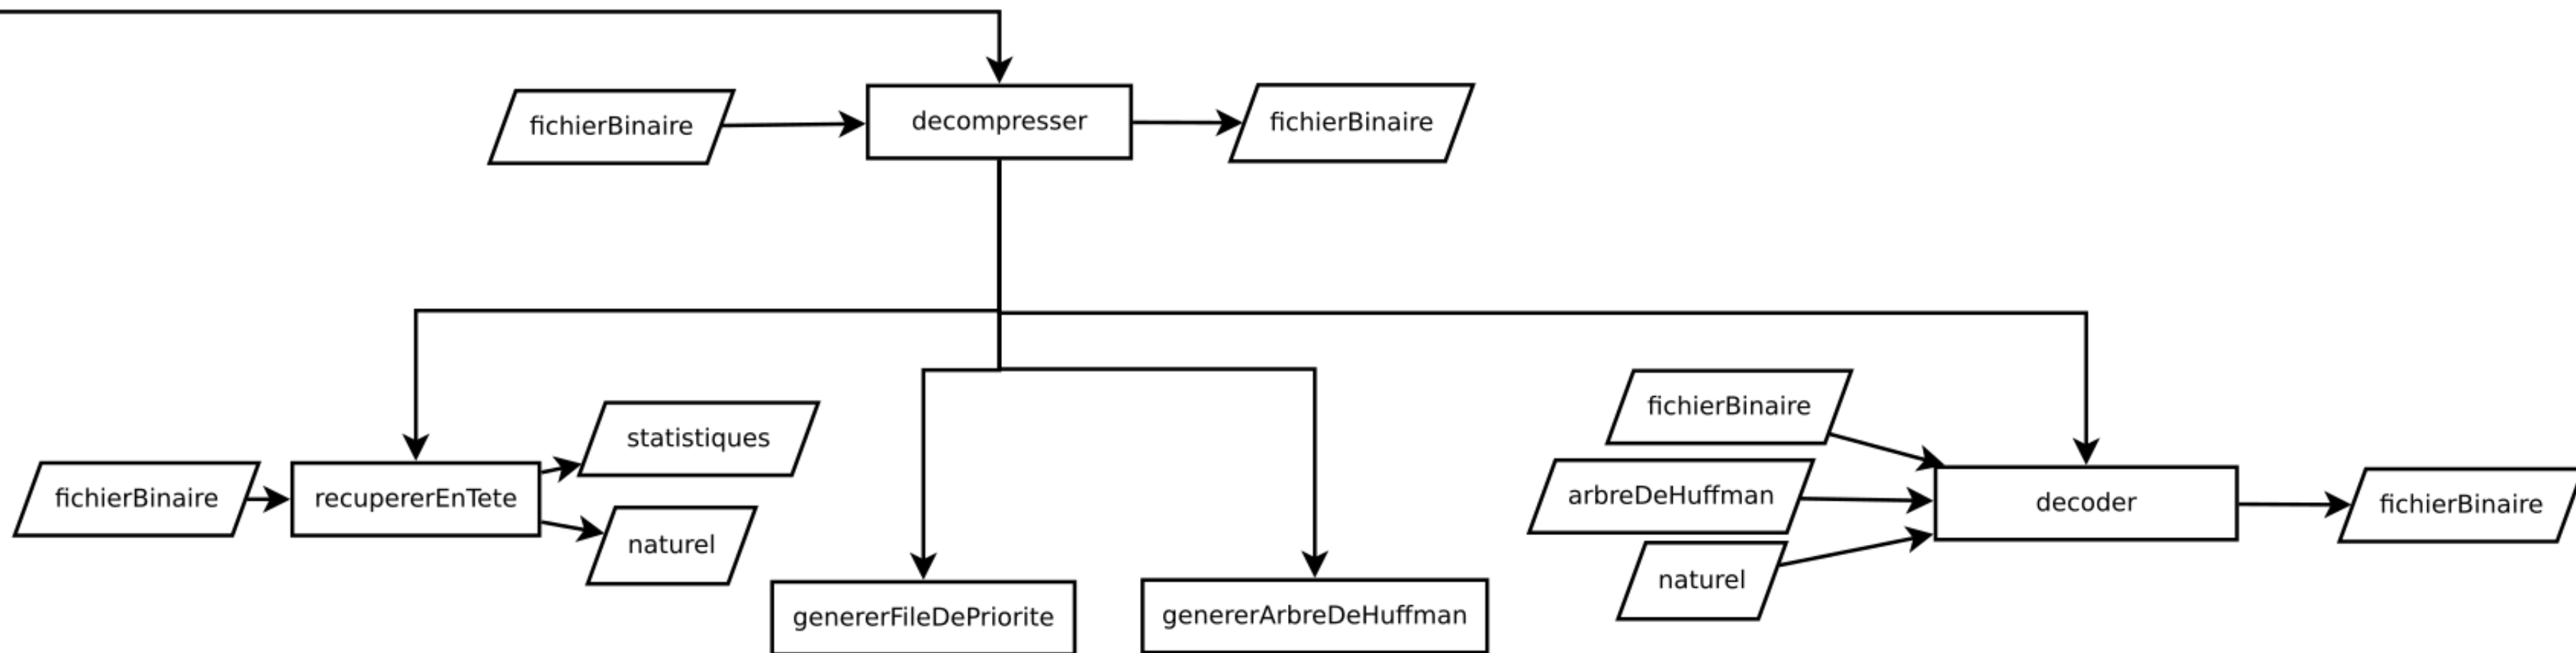 fichierBinaire
decompresser
fichierBinaire
fichierBinaire
recupererEnTete
statistiques
naturel
genererFileDePriorite
genererArbreDeHuffman
fichierBinaire
arbreDeHuffman
naturel
decoder
fichierBinaire